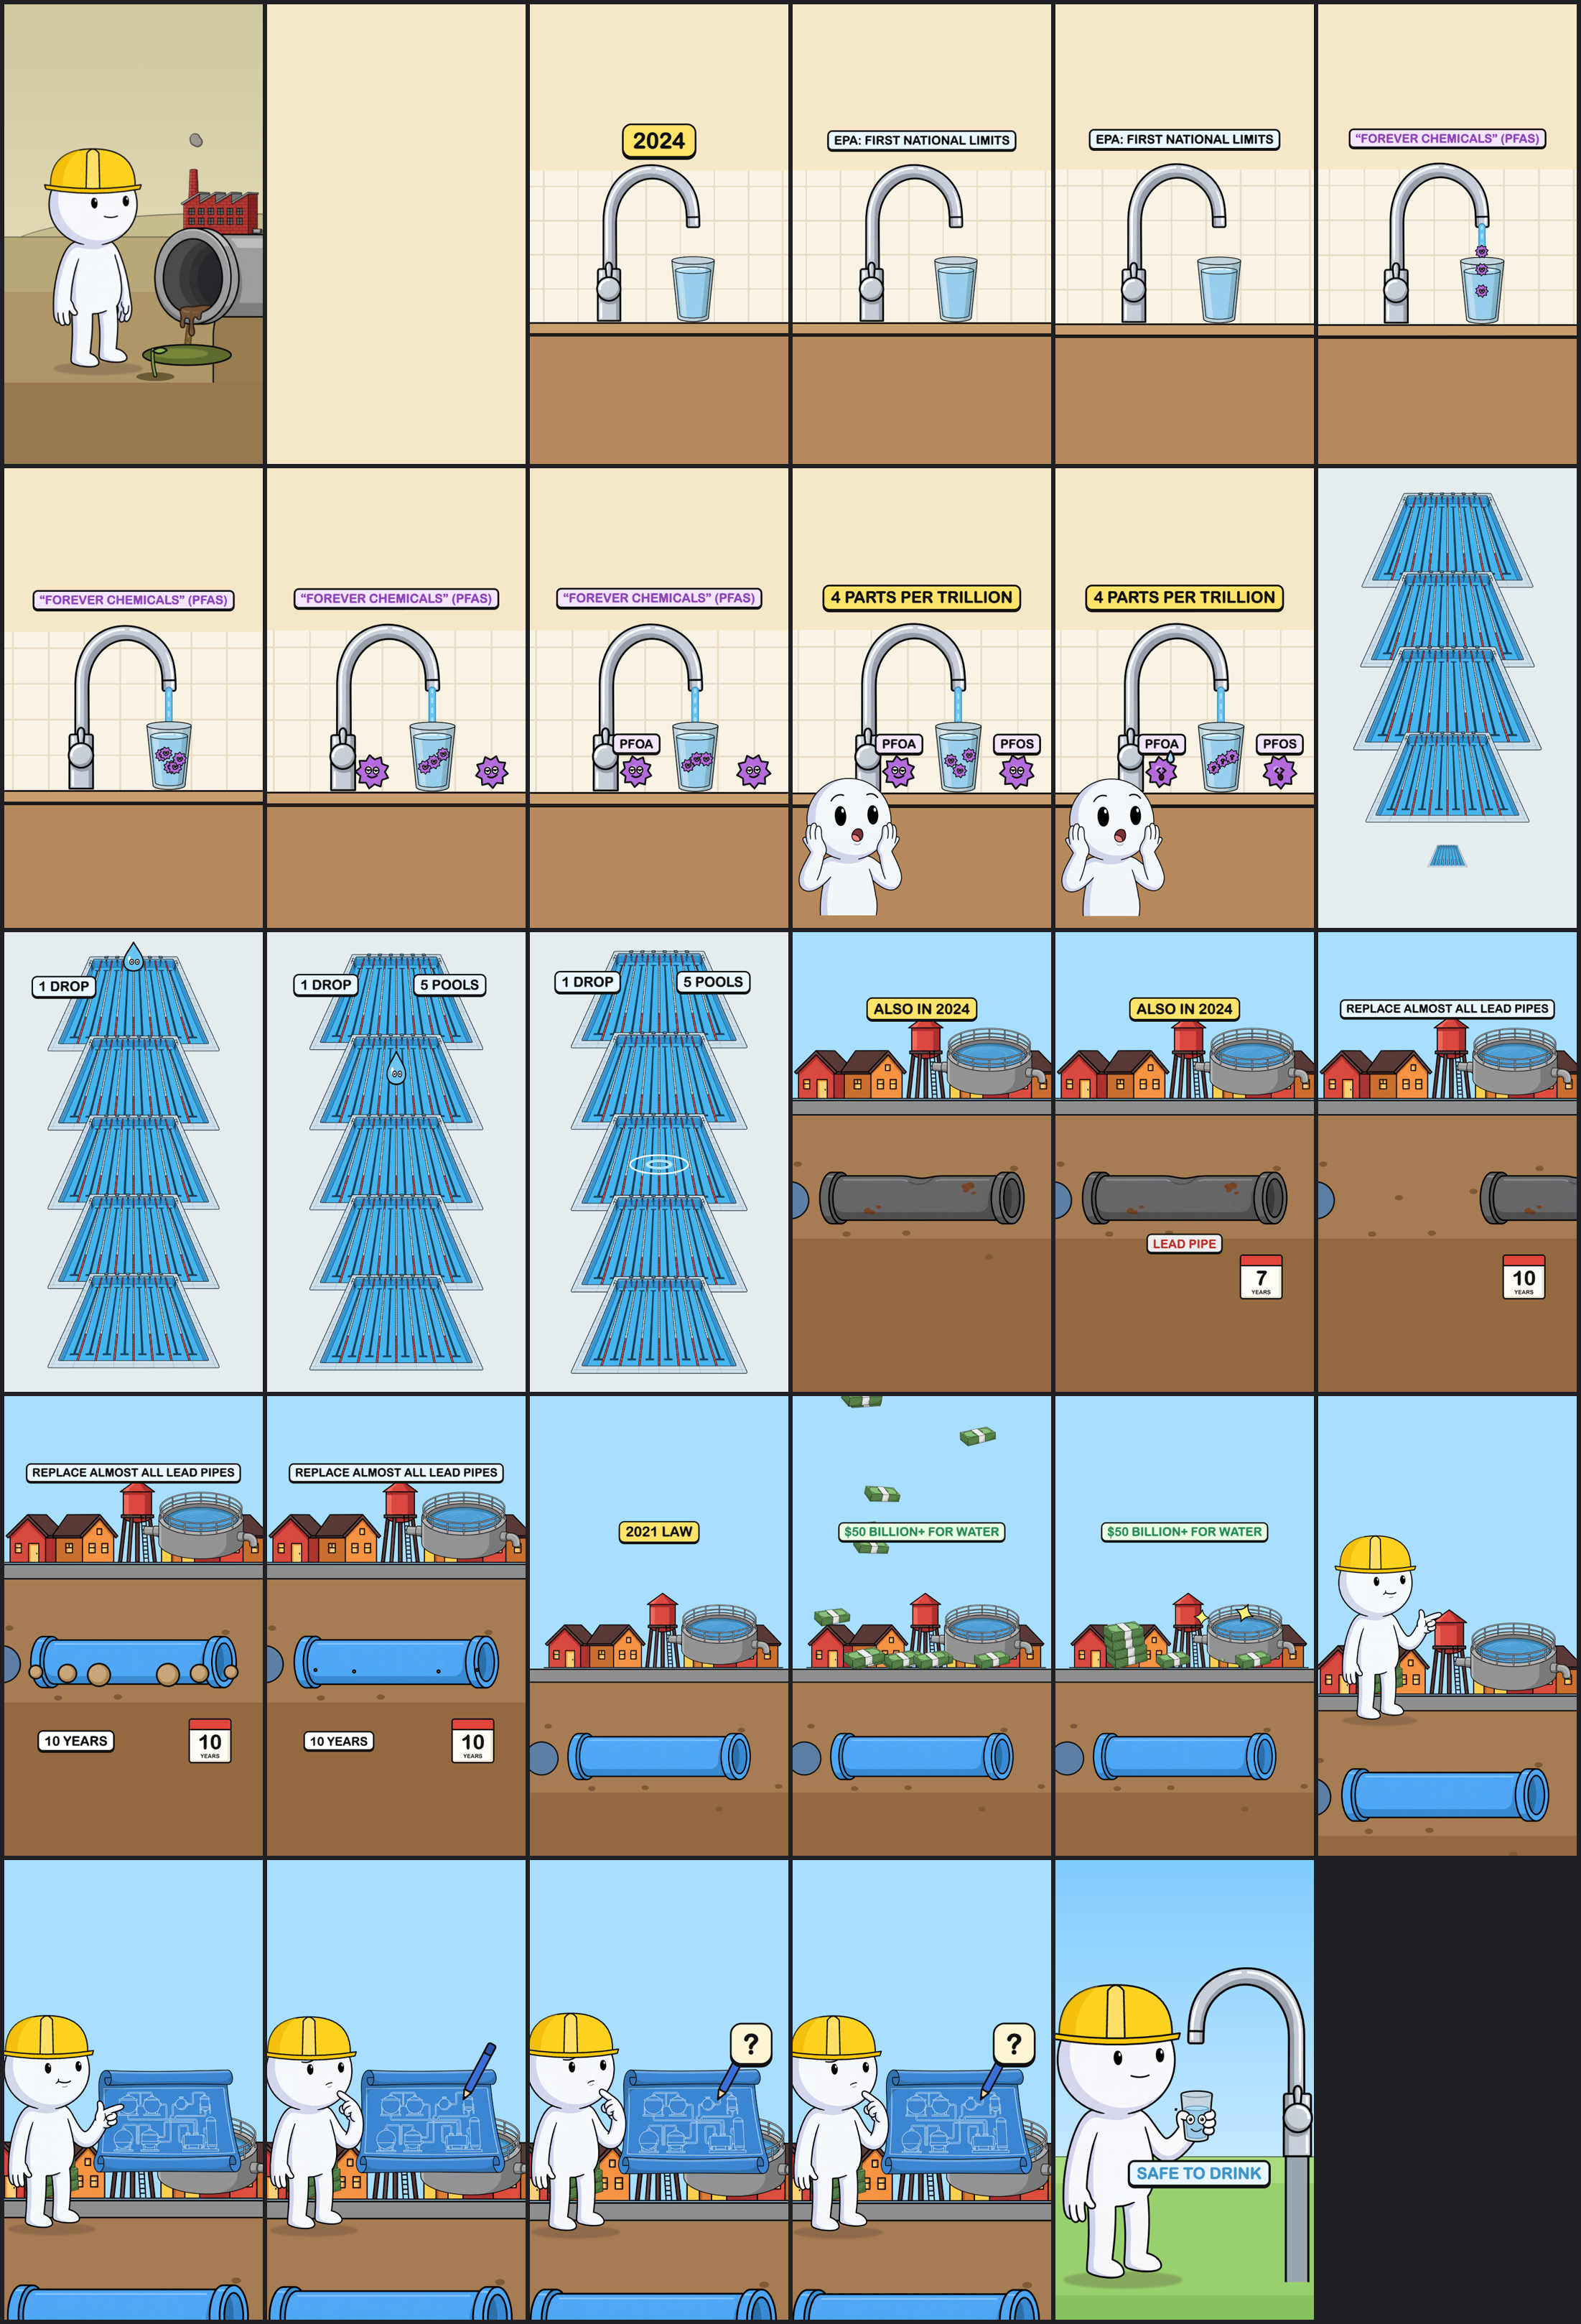 2024
EPA: FIRST NATIONAL LIMITS
EPA: FIRST NATIONAL LIMITS
“FOREVER CHEMICALS” (PFAS)
“FOREVER CHEMICALS” (PFAS)
“FOREVER CHEMICALS” (PFAS)
“FOREVER CHEMICALS” (PFAS)
PFOA
4 PARTS PER TRILLION
PFOA
PFOS
4 PARTS PER TRILLION
PFOA
PFOS
1 DROP
1 DROP
5 POOLS
1 DROP
5 POOLS
ALSO IN 2024
ALSO IN 2024
LEAD PIPE
7
YEARS
REPLACE ALMOST ALL LEAD PIPES
10
YEARS
REPLACE ALMOST ALL LEAD PIPES
10 YEARS
10
YEARS
REPLACE ALMOST ALL LEAD PIPES
10 YEARS
10
YEARS
2021 LAW
$50 BILLION+ FOR WATER
$50 BILLION+ FOR WATER
?
?
SAFE TO DRINK